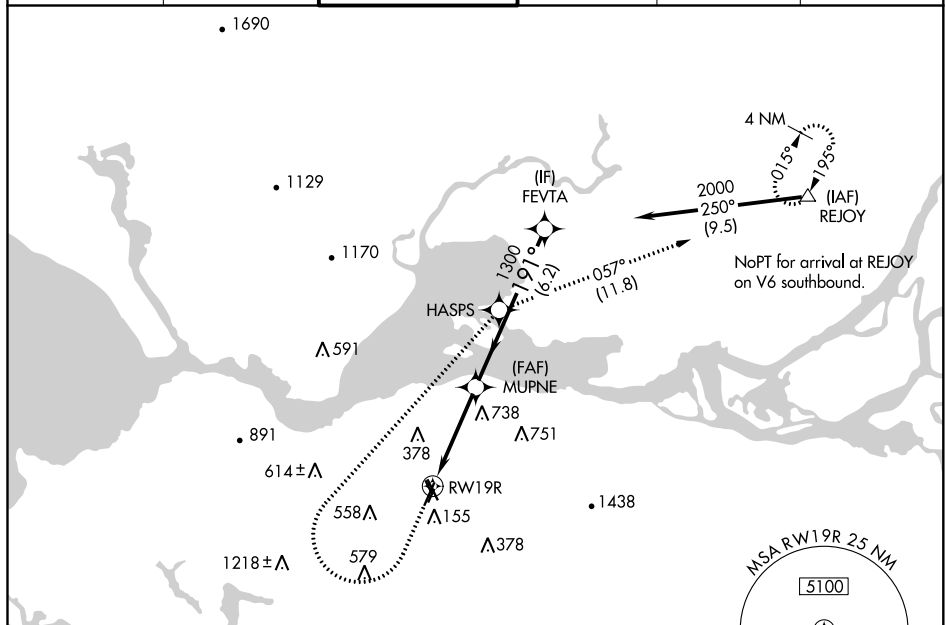 1690
4 NM
015°
195°
(IAF)
REJOY
1129
(IF)
FEVTA
2000
250°
(9.5)
1170
1300
191°
(6.2)
057°
(11.8)
NoPT for arrival at REJOY
on V6 southbound.
HASPS
591
(FAF)
MUPNE
738
751
378
891
614±
RW19R
558
155
1438
378
579
1218±
MSA RW19R 25 NM
5100